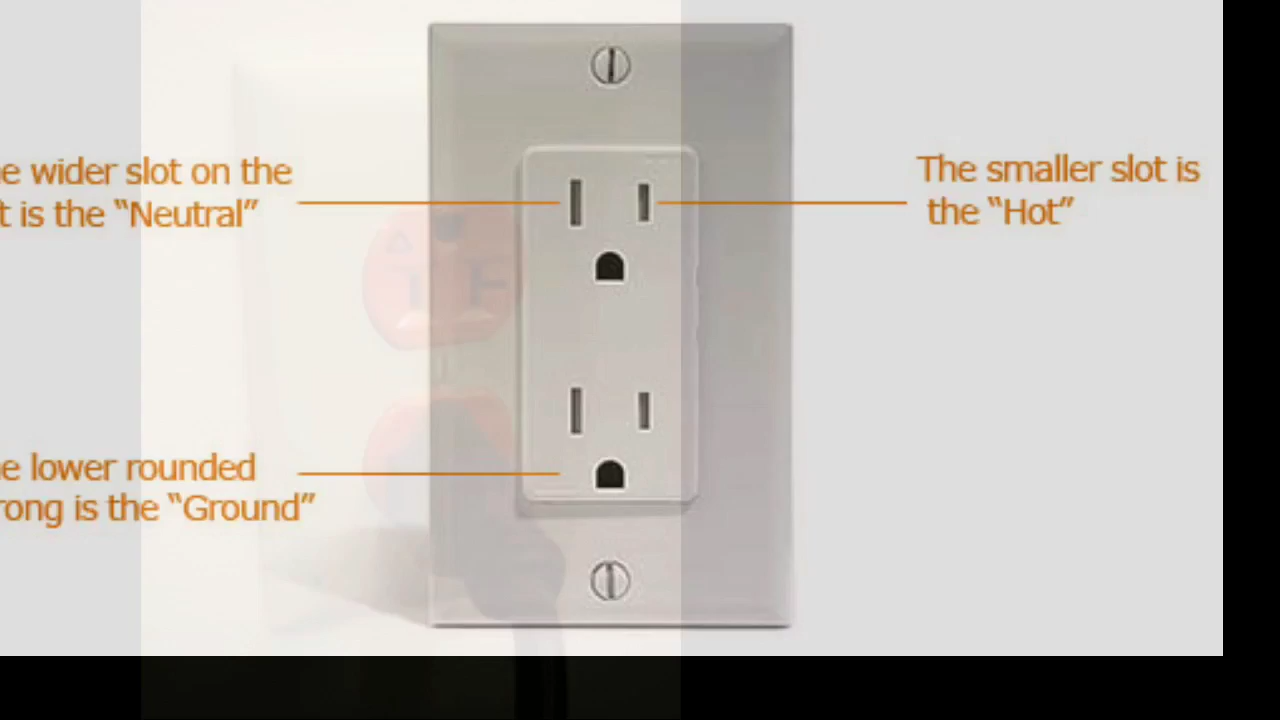 e wider slot on the
t is the “Neutral”
The smaller slot is
the “Hot”
e lower rounded
rong is the “Ground”